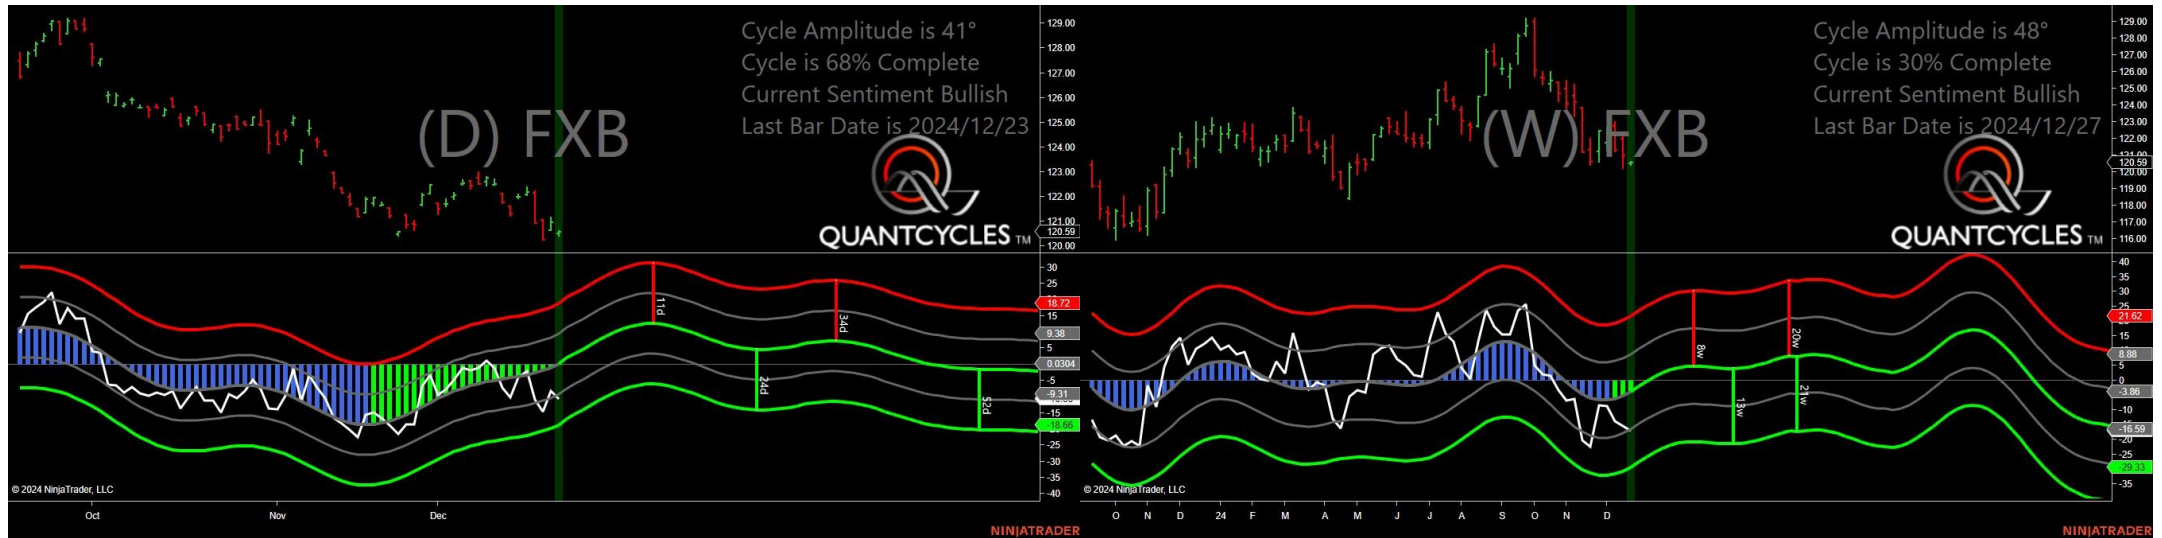 Cycle Amplitude is 41°
Cycle is 68% Complete
Current Sentiment Bullish
Last Bar Date is 2024/12/23
(D) FXB
QUANTCYCLES TM
129.00
128.00
127.00
126.00
125.00
124.00
123.00
122.00
121.00
120.59
120.00
30
25
18.72
15
9.38
5
0.0304
-5
-9.31
-15
-18.66
-25
-30
-35
-40
11d
34d
24d
52d
© 2024 NinjaTrader, LLC
Oct
Nov
Dec
NINJATRADER
Cycle Amplitude is 48°
Cycle is 30% Complete
Current Sentiment Bullish
Last Bar Date is 2024/12/27
(W) FXB
QUANTCYCLES TM
129.00
128.00
127.00
126.00
125.00
124.00
123.00
122.00
120.59
120.00
119.00
118.00
117.00
116.00
40
35
30
25
21.62
15
8.88
5
0
-3.86
-10
-16.59
-20
-25
-29.33
-35
8w
20w
13w
21w
© 2024 NinjaTrader, LLC
O N D 24 F M A M J J A S O N D
NINJATRADER